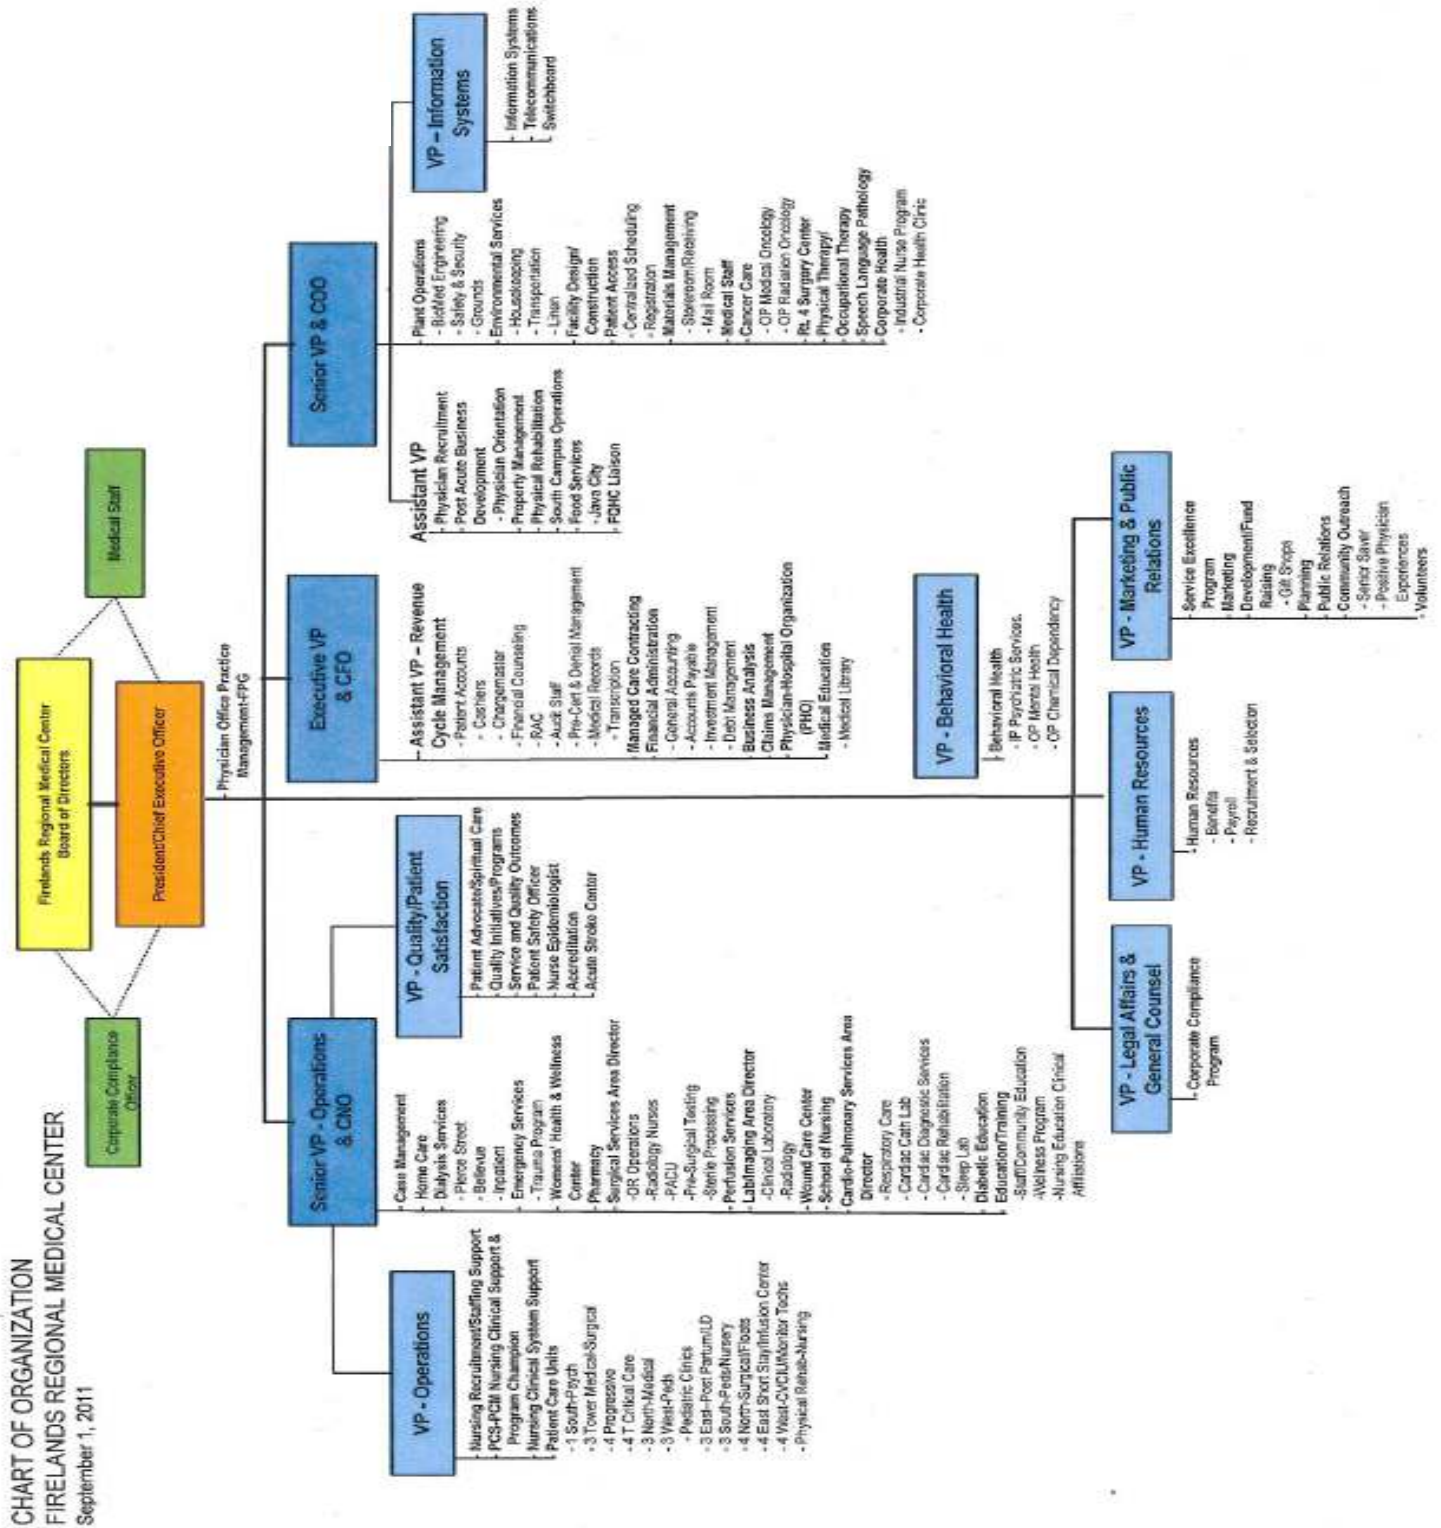 CHART OF ORGANIZATION
FIRELANDS REGIONAL MEDICAL CENTER
September 1, 2011
Firelands Regional Medical Center
Board of Directors
Corporate Compliance
Officer
Medical Staff
President/Chief Executive Officer
- Physician Office Practice
Management-FPG
Senior VP - Operations
& CNO
Executive VP
& CFO
Senior VP & COO
VP - Operations
- Nursing Recruitment/Staffing Support
- PCS-PCM Nursing Clinical Support &
Program Champion
- Nursing Clinical System Support
- Patient Care Units
- 1 South-Psych
- 3 Tower Medical-Surgical
- 4 Progressive
- 4 T Critical Care
- 3 North-Medical
- 3 West-Peds
- Pediatric Clinics
- 3 East-Post Partum/LD
- 3 South-Peds/Nursery
- 4 North-Surgical/Floats
- 4 East Short Stay/Infusion Center
- 4 West-CVCIU/Monitor Techs
- Physical Rehab-Nursing
- Case Management
- Home Care
- Dialysis Services
- Pierce Street
- Bellevue
- Inpatient
- Emergency Services
- Trauma Program
- Womens' Health & Wellness
Center
- Pharmacy
- Surgical Services Area Director
-OR Operations
-Radiology Nurses
-PACU
-Pre-Surgical Testing
-Sterile Processing
- Perfusion Services
- Lab/Imaging Area Director
-Clinical Laboratory
-Radiology
- Wound Care Center
- School of Nursing
- Cardio-Pulmonary Services Area
Director
- Respiratory Care
- Cardiac Cath Lab
- Cardiac Diagnostic Services
- Cardiac Rehabilitation
- Sleep Lab
- Diabetic Education
- Education/Training
-Staff/Community Education
-Wellness Program
-Nursing Education Clinical
Affiliations
VP - Quality/Patient
Satisfaction
- Patient Advocate/Spiritual Care
- Quality Initiatives/Programs
- Service and Quality Outcomes
- Patient Safety Officer
- Nurse Epidemiologist
- Accreditation
- Acute Stroke Center
- Assistant VP – Revenue
Cycle Management
- Patient Accounts
- Cashiers
- Chargemaster
- Financial Counseling
- RAC
- Audit Staff
- Pre-Cert & Denial Management
- Medical Records
- Transcription
- Managed Care Contracting
- Financial Administration
- General Accounting
- Accounts Payable
- Investment Management
- Debt Management
- Business Analysis
- Claims Management
- Physician-Hospital Organization
(PHO)
- Medical Education
- Medical Library
Assistant VP
- Physician Recruitment
- Post Acute Business
Development
- Physician Orientation
- Property Management
- Physical Rehabilitation
- South Campus Operations
- Food Services
- Java City
- FQHC Liaison
- Plant Operations
- BioMed Engineering
- Safety & Security
- Grounds
- Environmental Services
- Housekeeping
- Transportation
- Linen
- Facility Design/
Construction
- Patient Access
- Centralized Scheduling
- Registration
- Materials Management
- Storeroom/Receiving
- Mail Room
- Medical Staff
- Cancer Care
- OP Medical Oncology
- OP Radiation Oncology
- Rt. 4 Surgery Center
- Physical Therapy/
Occupational Therapy
- Speech Language Pathology
- Corporate Health
- Industrial Nurse Program
- Corporate Health Clinic
VP – Information
Systems
- Information Systems
- Telecommunications
- Switchboard
VP - Behavioral Health
- Behavioral Health
- IP Psychiatric Services
- OP Mental Health
- OP Chemical Dependency
VP - Legal Affairs &
General Counsel
- Corporate Compliance
Program
VP - Human Resources
- Human Resources
- Benefits
- Payroll
- Recruitment & Selection
VP - Marketing & Public
Relations
- Service Excellence
Program
- Marketing
- Development/Fund
Raising
- Gift Shops
- Planning
- Public Relations
- Community Outreach
- Senior Saver
- Positive Physician
Experiences
- Volunteers